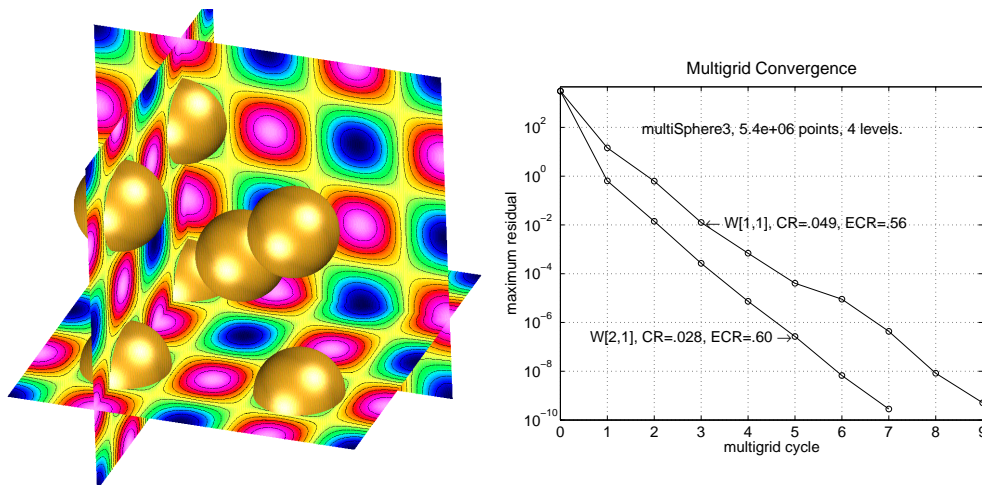 Multigrid Convergence
10^2
10^0
10^-2
10^-4
10^-6
10^-8
10^-10
maximum residual
multiSphere3, 5.4e+06 points, 4 levels.
← W[1,1], CR=.049, ECR=.56
W[2,1], CR=.028, ECR=.60 →
0 1 2 3 4 5 6 7 8 9
multigrid cycle